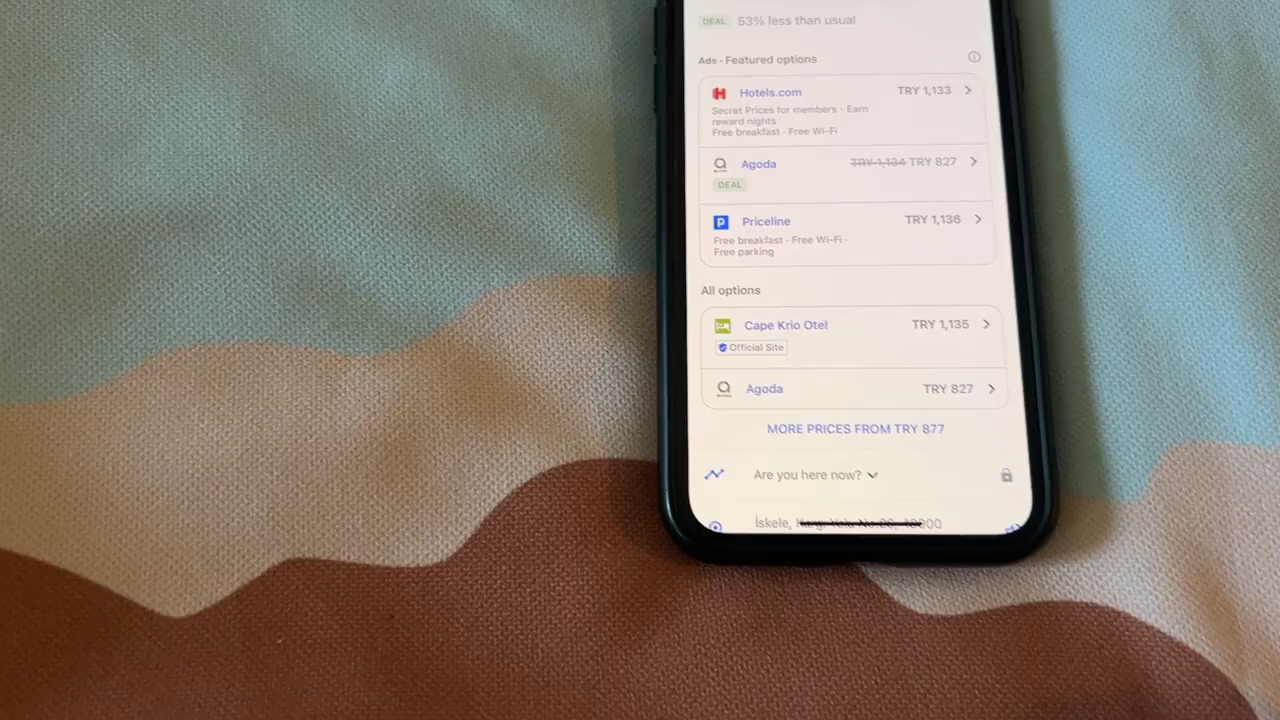 DEAL 53% less than usual
Ads - Featured options
Hotels.com TRY 1,133
Secret Prices for members - Earn
reward nights
Free breakfast - Free Wi-Fi
Agoda TRY 1,134 TRY 827
DEAL
Priceline TRY 1,136
Free breakfast - Free Wi-Fi -
Free parking
All options
Cape Krio Otel TRY 1,135
Official Site
Agoda TRY 827
MORE PRICES FROM TRY 877
Are you here now?
İskele,